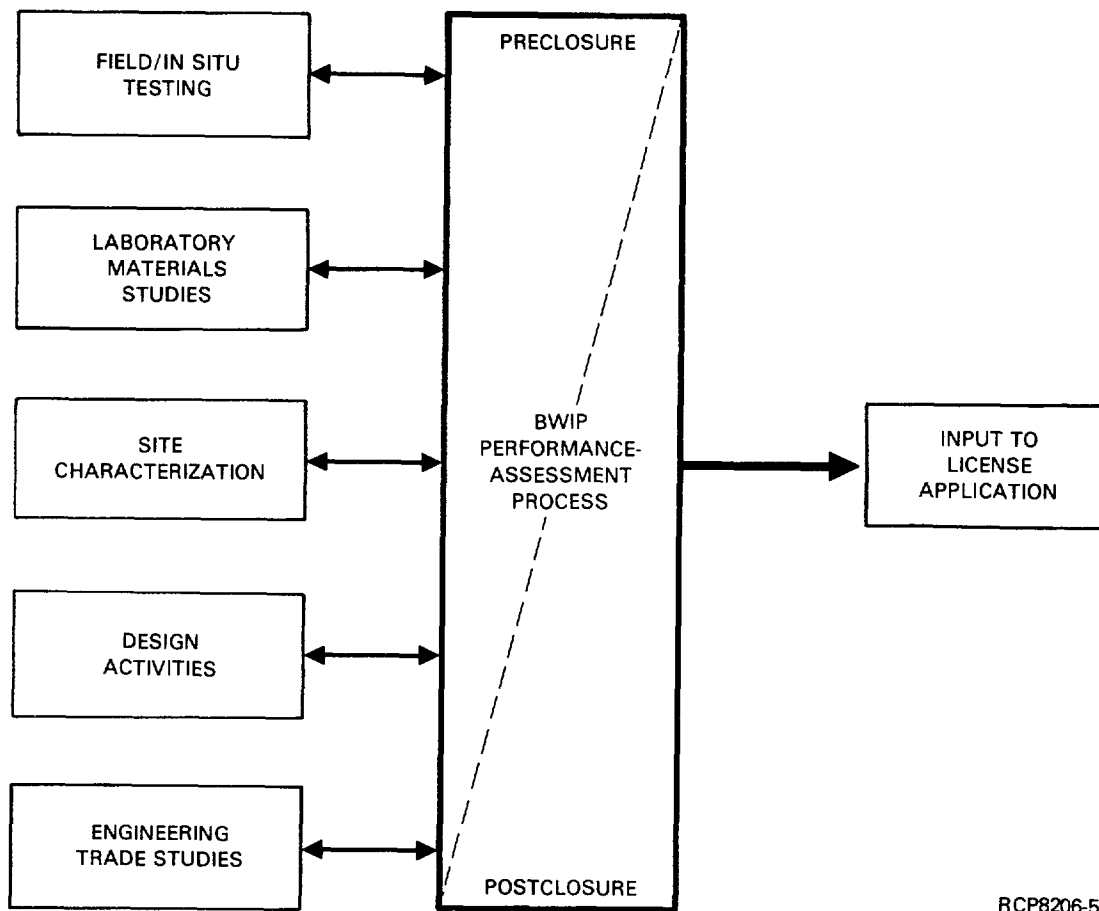 FIELD/IN SITU
TESTING
LABORATORY
MATERIALS
STUDIES
SITE
CHARACTERIZATION
DESIGN
ACTIVITIES
ENGINEERING
TRADE STUDIES
PRECLOSURE
BWIP
PERFORMANCE-
ASSESSMENT
PROCESS
POSTCLOSURE
INPUT TO
LICENSE
APPLICATION
RCP8206-5